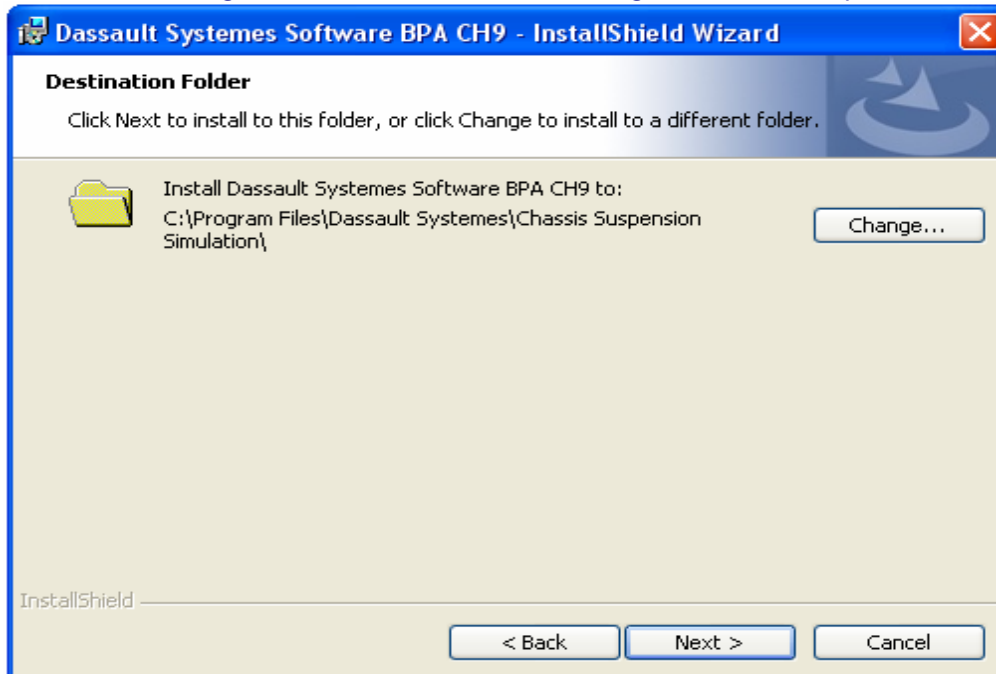 Dassault Systemes Software BPA CH9 - InstallShield Wizard
Destination Folder
Click Next to install to this folder, or click Change to install to a different folder.
Install Dassault Systemes Software BPA CH9 to:
C:\Program Files\Dassault Systemes\Chassis Suspension
Simulation\
Change...
InstallShield
< Back
Next >
Cancel